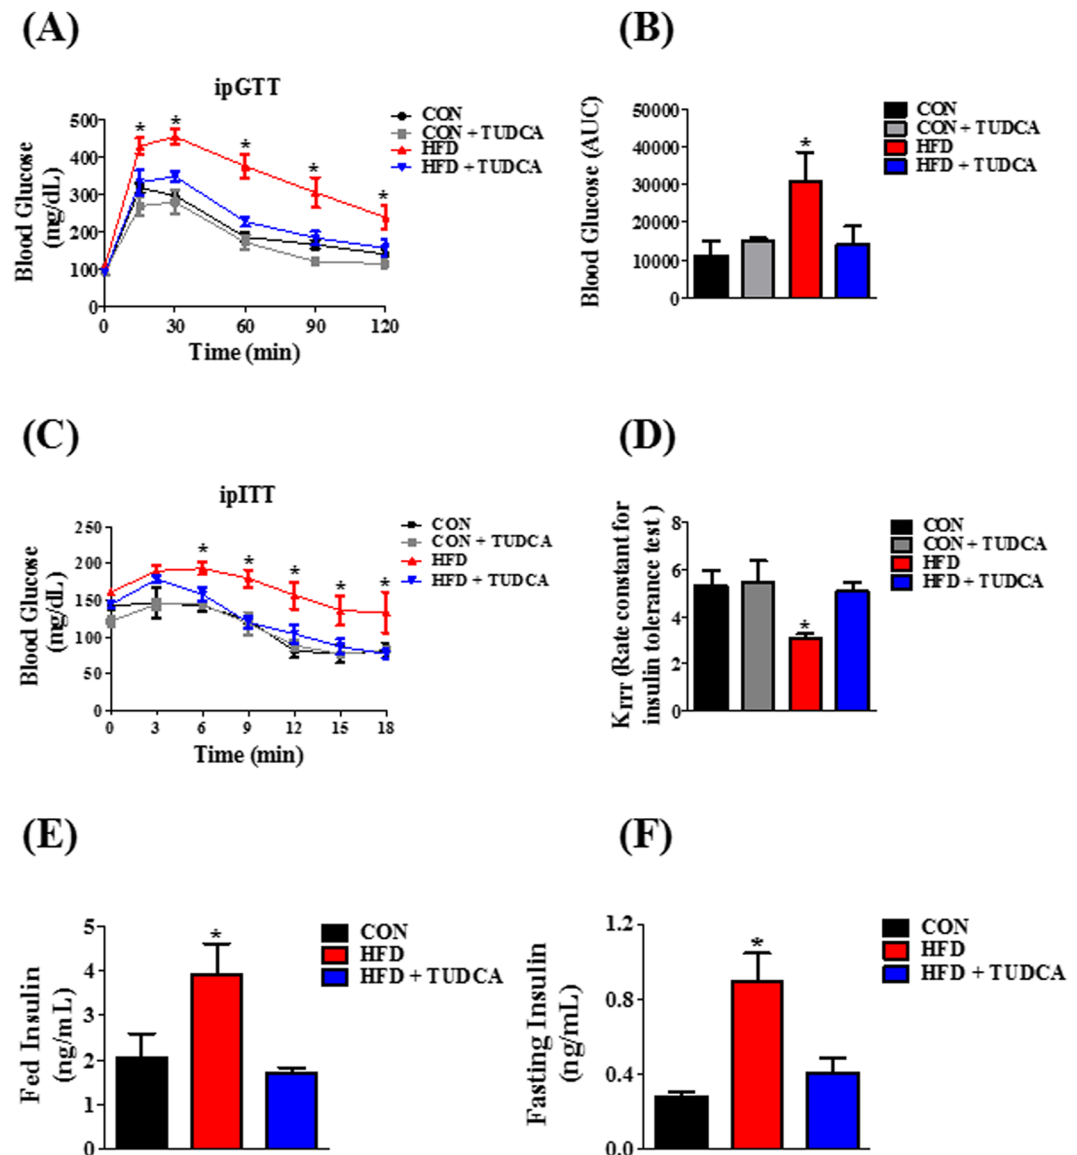 (A)
(B)
ipGTT
Blood Glucose
(mg/dL)
500
400
300
200
100
0
* * * * *
0 30 60 90 120
Time (min)
CON
CON + TUDCA
HFD
HFD + TUDCA
Blood Glucose (AUC)
50000
40000
30000
20000
10000
0
*
CON
CON + TUDCA
HFD
HFD + TUDCA
(C)
(D)
ipITT
Blood Glucose
(mg/dL)
250
200
150
100
50
0
* * * * *
0 3 6 9 12 15 18
Time (min)
CON
CON + TUDCA
HFD
HFD + TUDCA
KITT (Rate constant for
insulin tolerance test )
8
6
4
2
0
*
CON
CON + TUDCA
HFD
HFD + TUDCA
(E)
(F)
Fed Insulin
(ng/mL)
5
4
3
2
1
0
*
CON
HFD
HFD + TUDCA
Fasting Insulin
(ng/mL)
1.2
0.8
0.4
0.0
*
CON
HFD
HFD + TUDCA